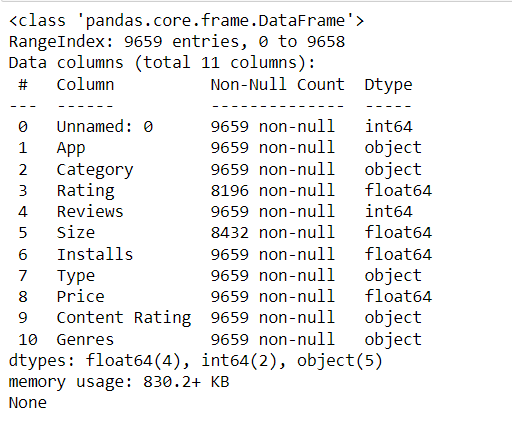 <class 'pandas.core.frame.DataFrame'>
RangeIndex: 9659 entries, 0 to 9658
Data columns (total 11 columns):
 #   Column          Non-Null Count  Dtype
---  ------          --------------  -----
 0   Unnamed: 0      9659 non-null   int64
 1   App             9659 non-null   object
 2   Category        9659 non-null   object
 3   Rating          8196 non-null   float64
 4   Reviews         9659 non-null   int64
 5   Size            8432 non-null   float64
 6   Installs        9659 non-null   float64
 7   Type            9659 non-null   object
 8   Price           9659 non-null   float64
 9   Content Rating  9659 non-null   object
 10  Genres          9659 non-null   object
dtypes: float64(4), int64(2), object(5)
memory usage: 830.2+ KB
None